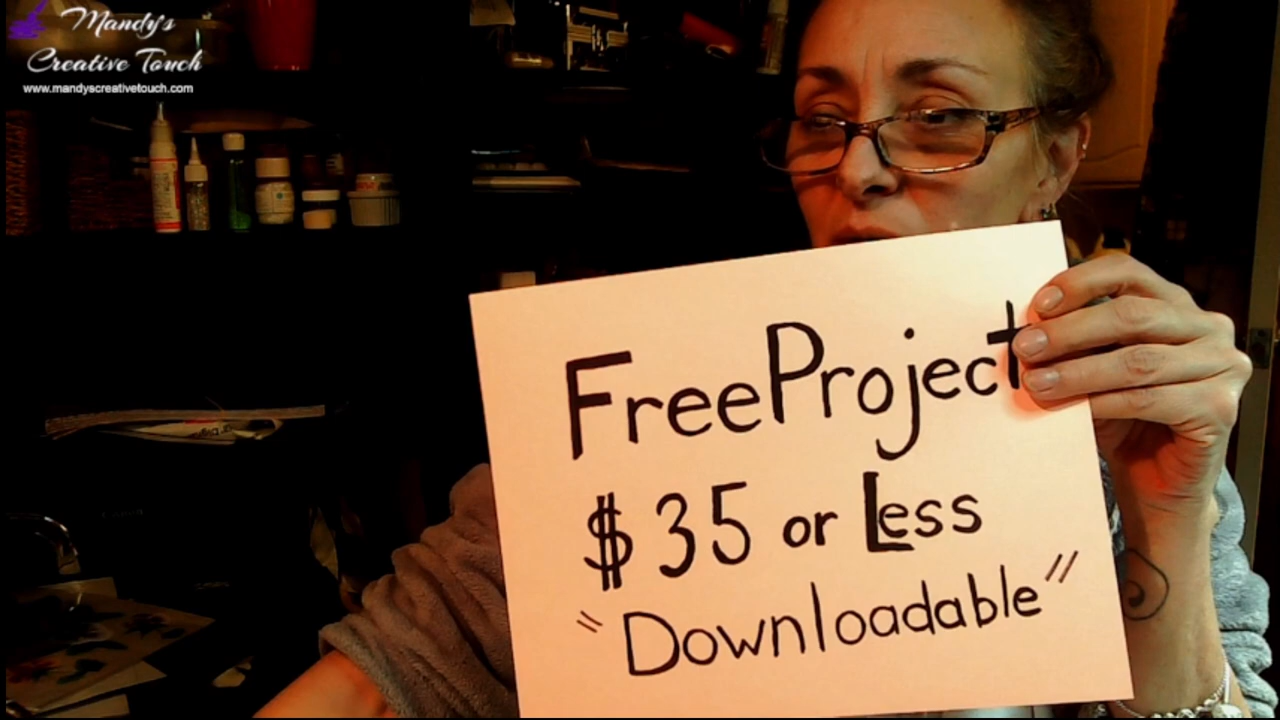 Mandy's
Creative Touch
www.mandyscreativetouch.com
FreeProject
$35 or Less
"Downloadable"